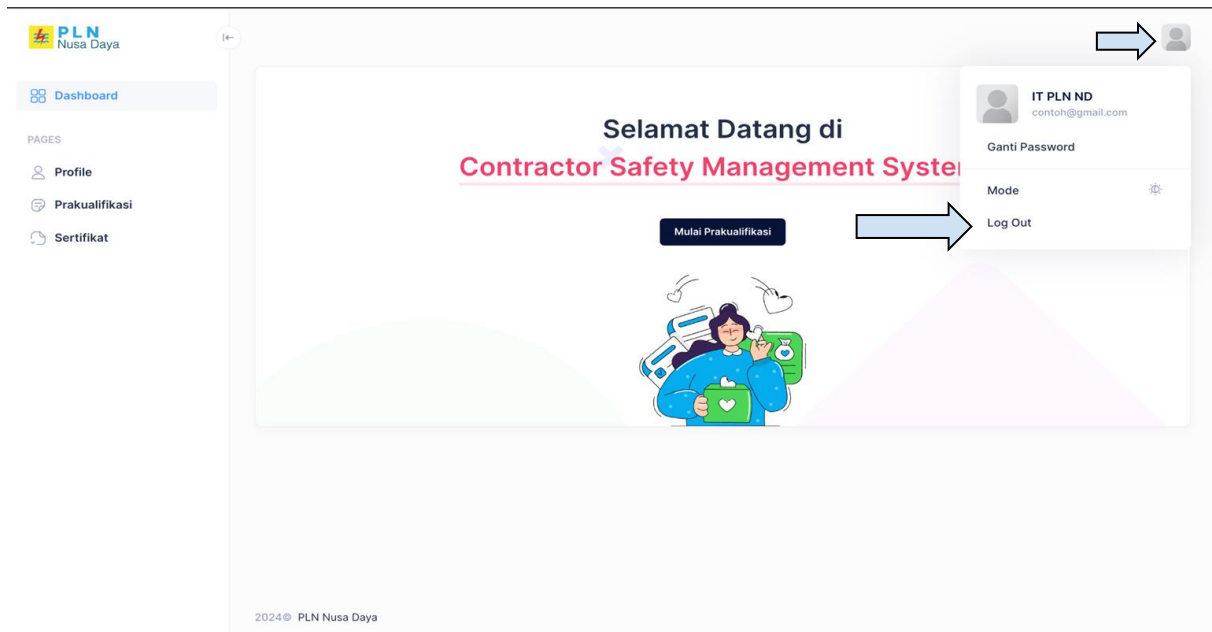 PLN
Nusa Daya
Dashboard
PAGES
Profile
Prakualifikasi
Sertifikat
Selamat Datang di
Contractor Safety Management Syste
Mulai Prakualifikasi
IT PLN ND
contoh@gmail.com
Ganti Password
Mode
Log Out
2024© PLN Nusa Daya